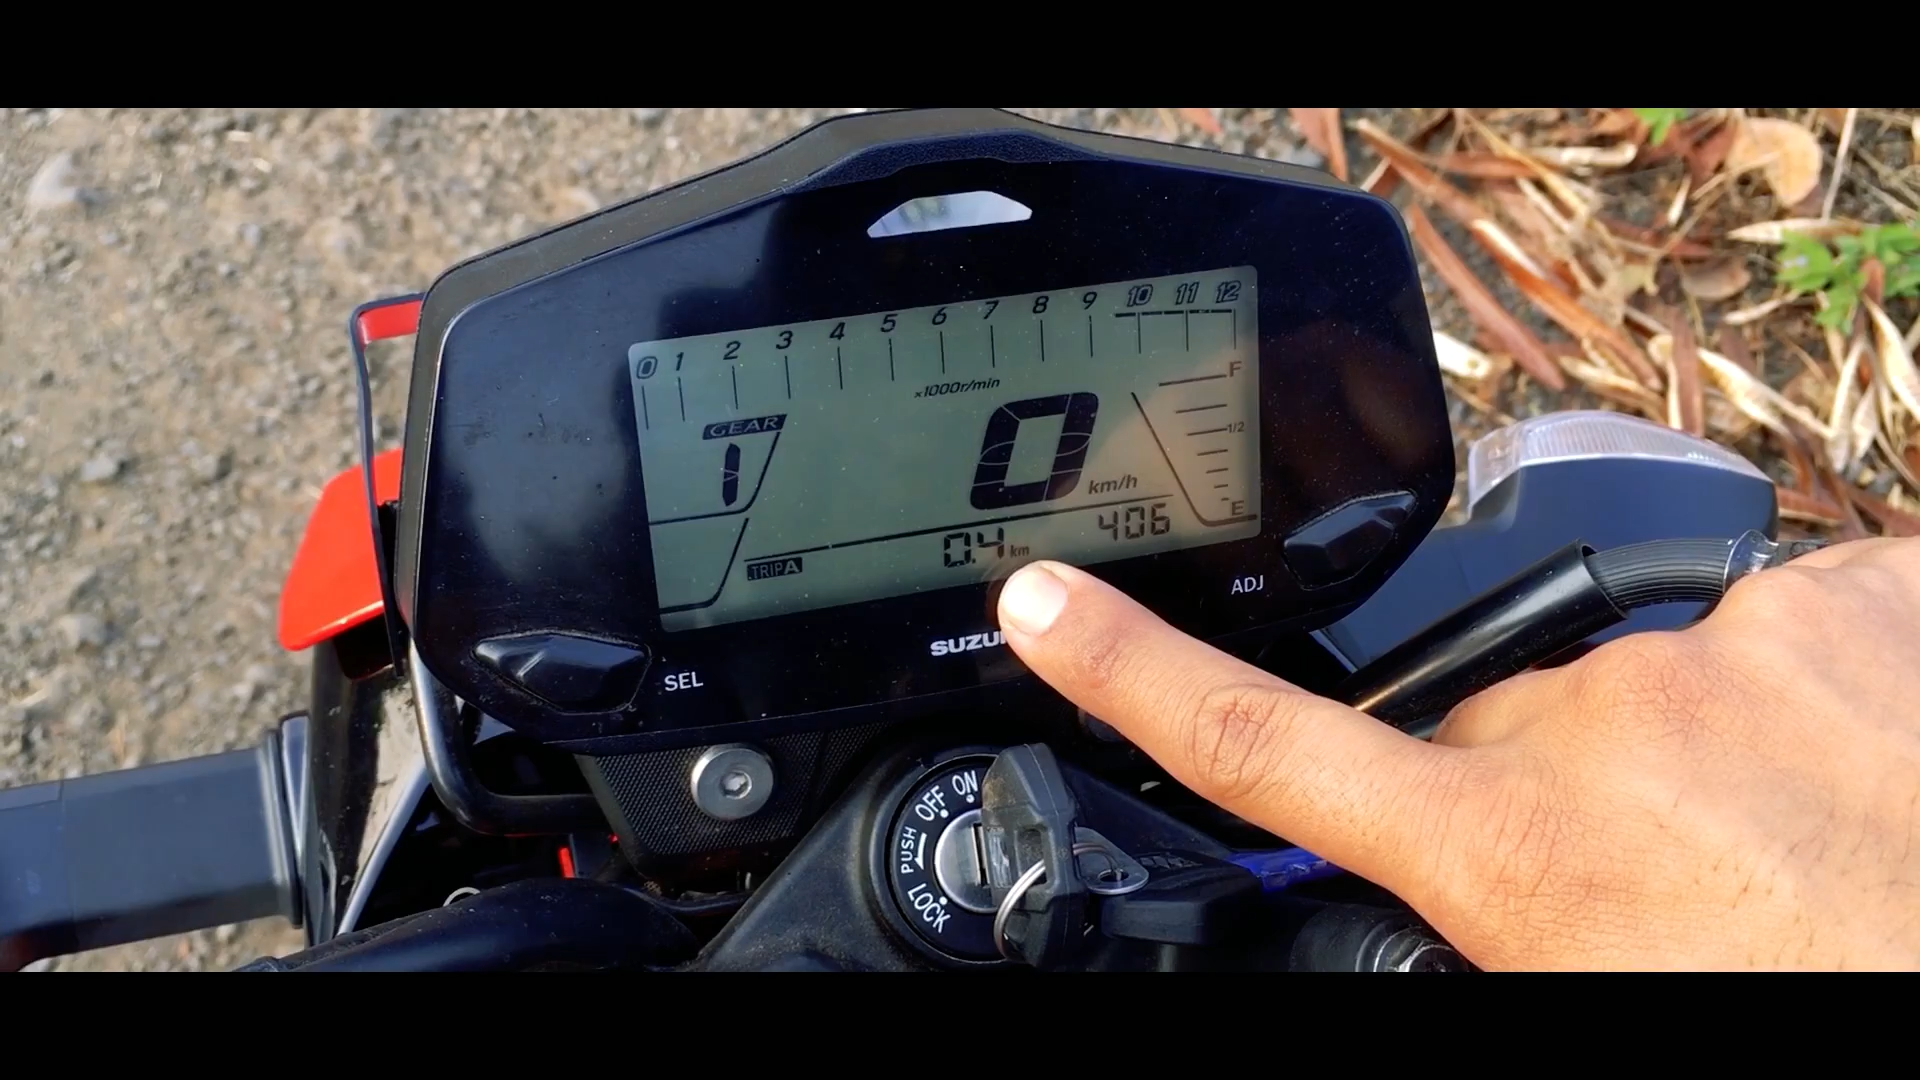 0 1 2 3 4 5 6 7 8 9 10 11 12
x1000r/min
F
GEAR
1/2
1
0
km/h
E
406
TRIP A
0.4 km
ADJ
SEL
ON
OFF
PUSH
LOCK